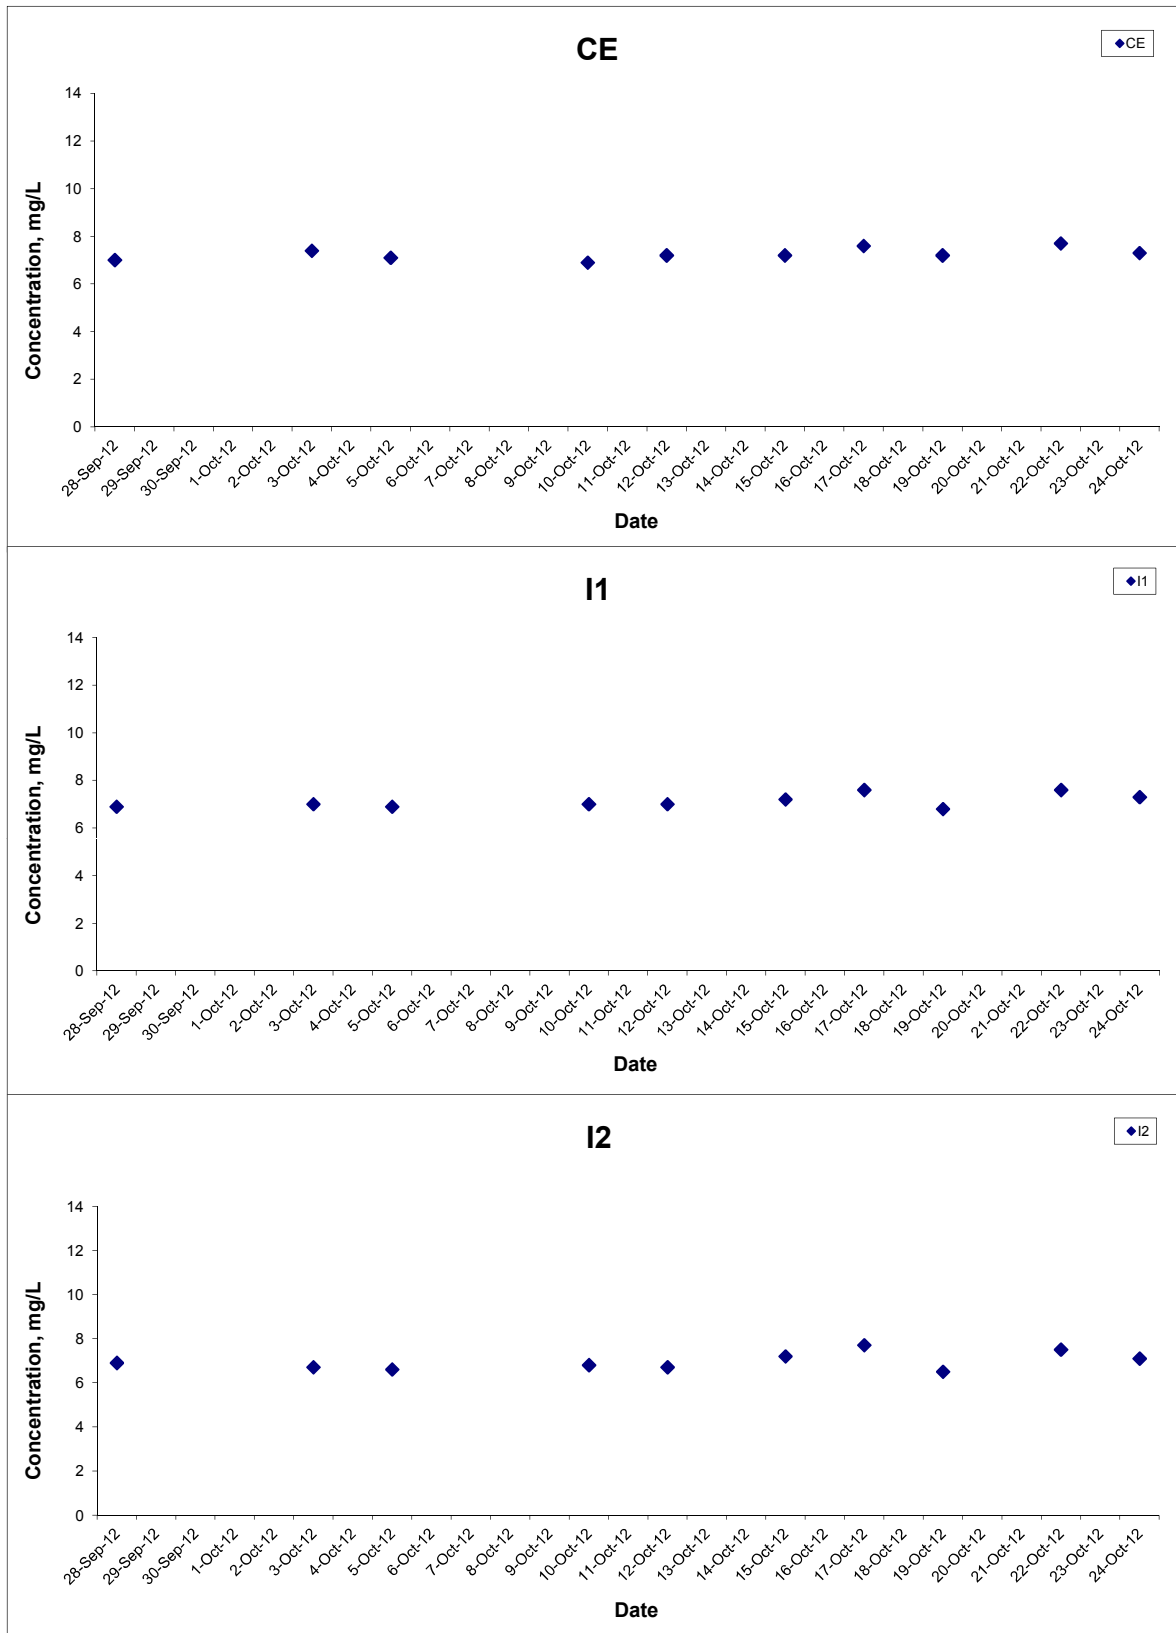 CE
CE
14
12
10
8
6
4
2
0
Concentration, mg/L
28-Sep-12 29-Sep-12 30-Sep-12 1-Oct-12 2-Oct-12 3-Oct-12 4-Oct-12 5-Oct-12 6-Oct-12 7-Oct-12 8-Oct-12 9-Oct-12 10-Oct-12 11-Oct-12 12-Oct-12 13-Oct-12 14-Oct-12 15-Oct-12 16-Oct-12 17-Oct-12 18-Oct-12 19-Oct-12 20-Oct-12 21-Oct-12 22-Oct-12 23-Oct-12 24-Oct-12
Date
I1
I1
14
12
10
8
6
4
2
0
Concentration, mg/L
28-Sep-12 29-Sep-12 30-Sep-12 1-Oct-12 2-Oct-12 3-Oct-12 4-Oct-12 5-Oct-12 6-Oct-12 7-Oct-12 8-Oct-12 9-Oct-12 10-Oct-12 11-Oct-12 12-Oct-12 13-Oct-12 14-Oct-12 15-Oct-12 16-Oct-12 17-Oct-12 18-Oct-12 19-Oct-12 20-Oct-12 21-Oct-12 22-Oct-12 23-Oct-12 24-Oct-12
Date
I2
I2
14
12
10
8
6
4
2
0
Concentration, mg/L
28-Sep-12 29-Sep-12 30-Sep-12 1-Oct-12 2-Oct-12 3-Oct-12 4-Oct-12 5-Oct-12 6-Oct-12 7-Oct-12 8-Oct-12 9-Oct-12 10-Oct-12 11-Oct-12 12-Oct-12 13-Oct-12 14-Oct-12 15-Oct-12 16-Oct-12 17-Oct-12 18-Oct-12 19-Oct-12 20-Oct-12 21-Oct-12 22-Oct-12 23-Oct-12 24-Oct-12
Date